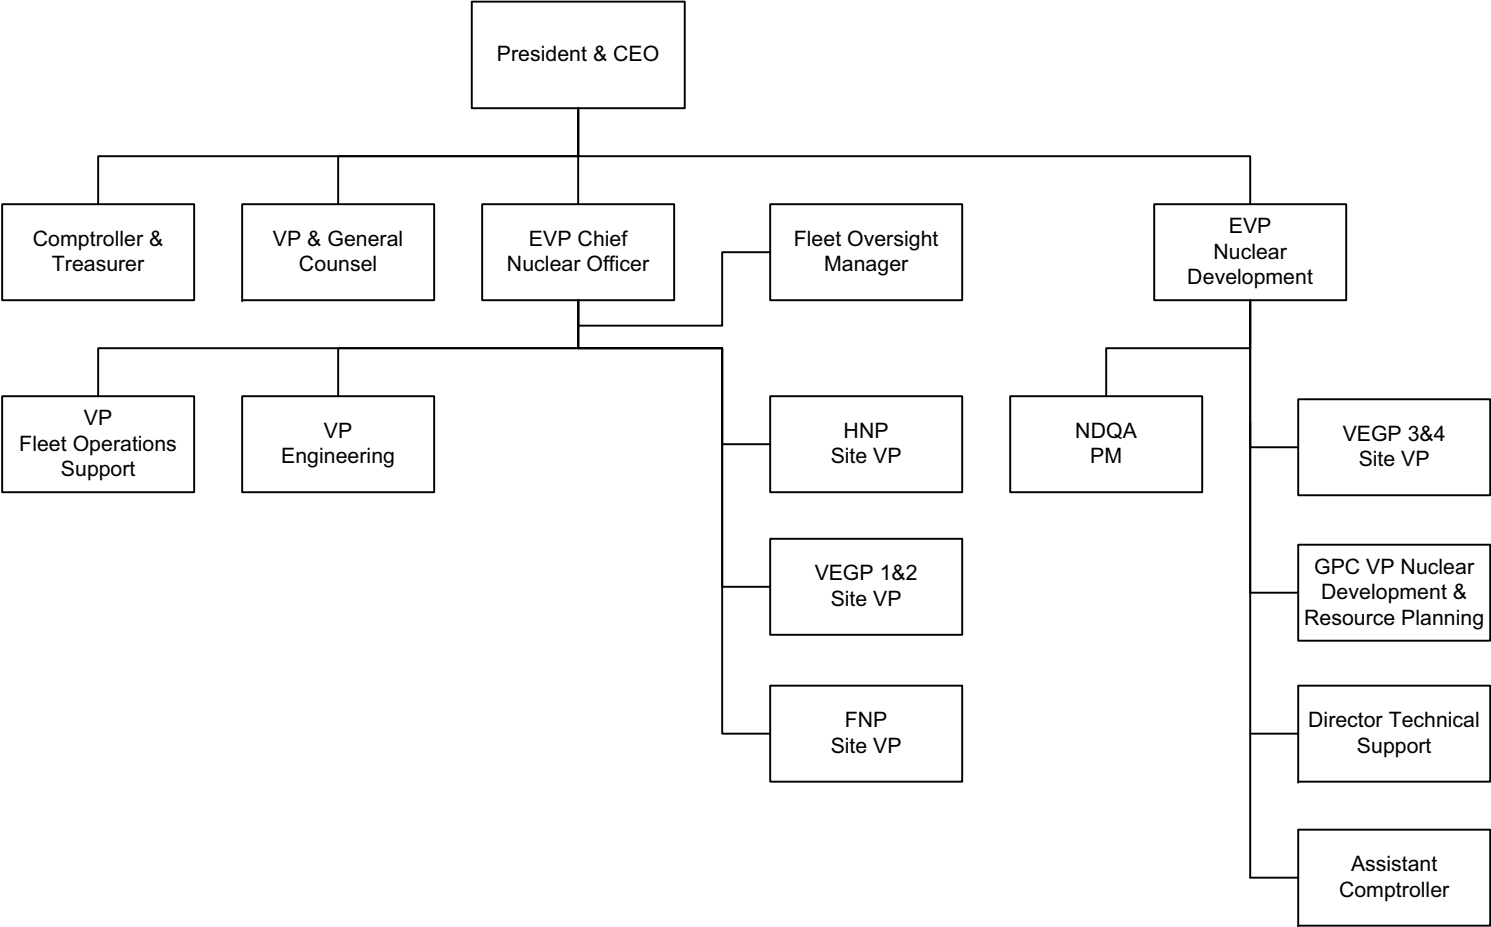 President & CEO
Comptroller &
Treasurer
VP & General
Counsel
EVP Chief
Nuclear Officer
Fleet Oversight
Manager
EVP
Nuclear
Development
VP
Fleet Operations
Support
VP
Engineering
HNP
Site VP
NDQA
PM
VEGP 3&4
Site VP
VEGP 1&2
Site VP
GPC VP Nuclear
Development &
Resource Planning
FNP
Site VP
Director Technical
Support
Assistant
Comptroller